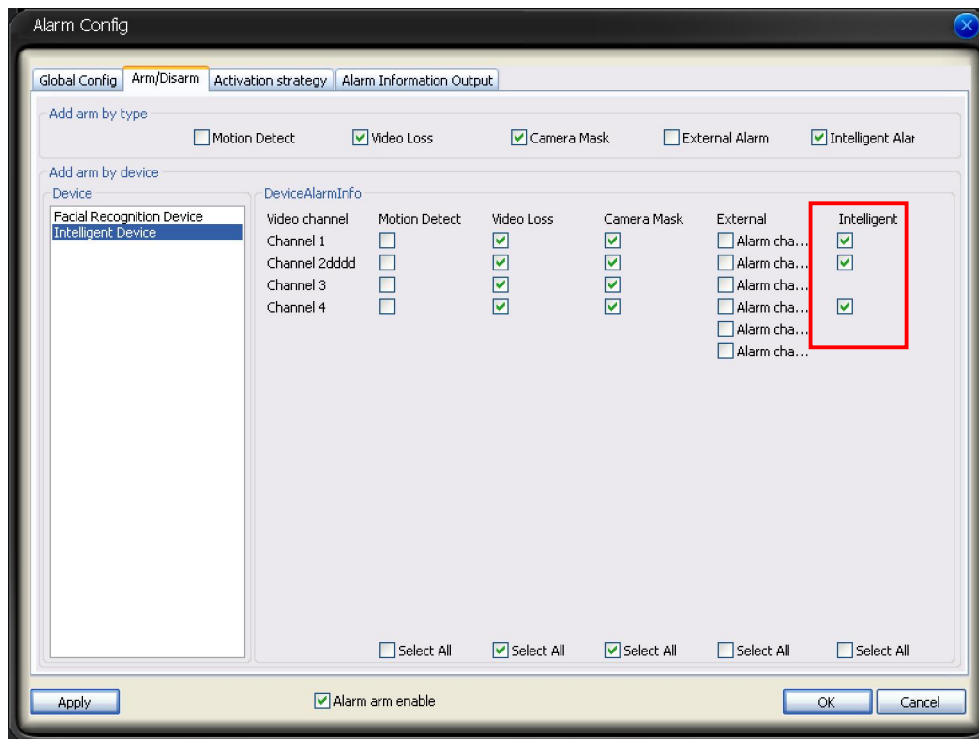 Alarm Config
Global Config Arm/Disarm Activation strategy Alarm Information Output
Add arm by type
Motion Detect Video Loss Camera Mask External Alarm Intelligent Alar
Add arm by device
Device DeviceAlarmInfo
Facial Recognition Device
Intelligent Device
Video channel Motion Detect Video Loss Camera Mask External Intelligent
Channel 1 Alarm cha...
Channel 2dddd Alarm cha...
Channel 3 Alarm cha...
Channel 4 Alarm cha...
Alarm cha...
Alarm cha...
Select All Select All Select All Select All Select All
Apply Alarm arm enable OK Cancel